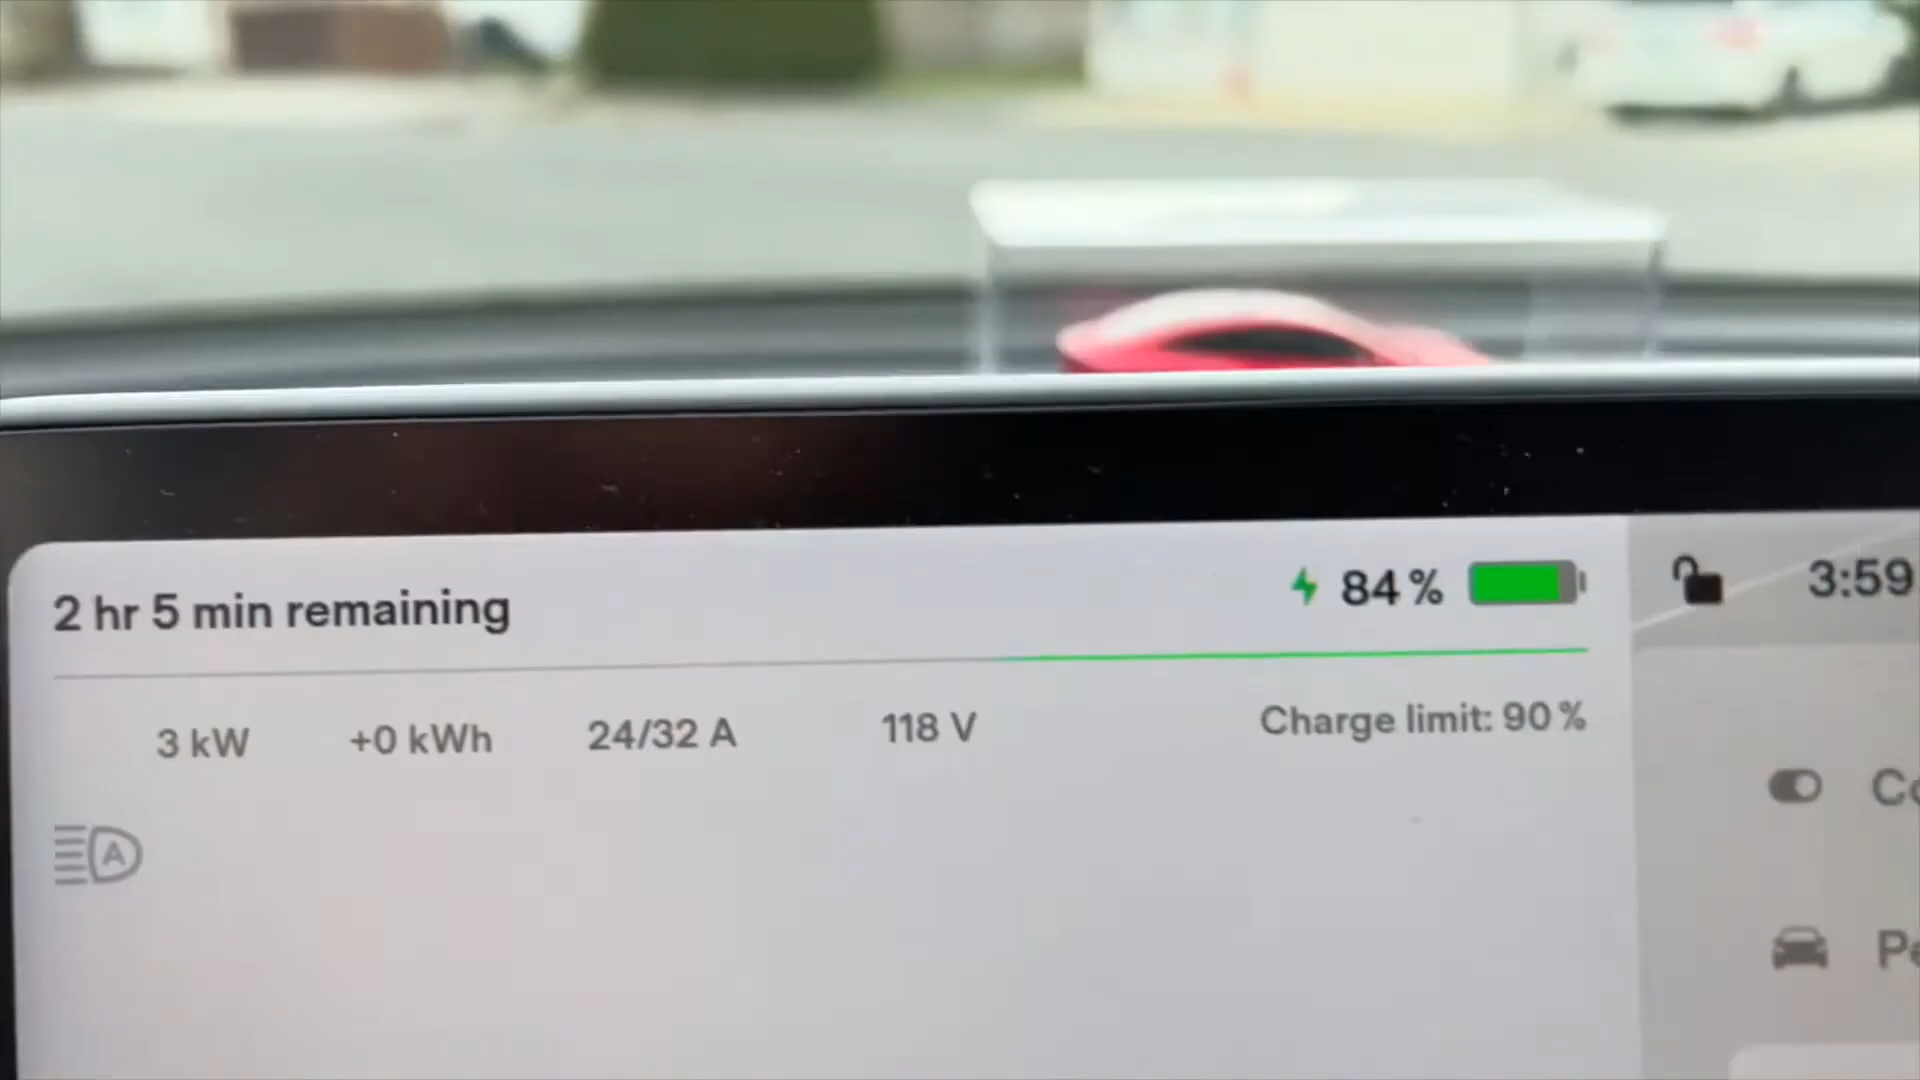 2 hr 5 min remaining
84%
3:59
3 kW
+0 kWh
24/32 A
118 V
Charge limit: 90%
A